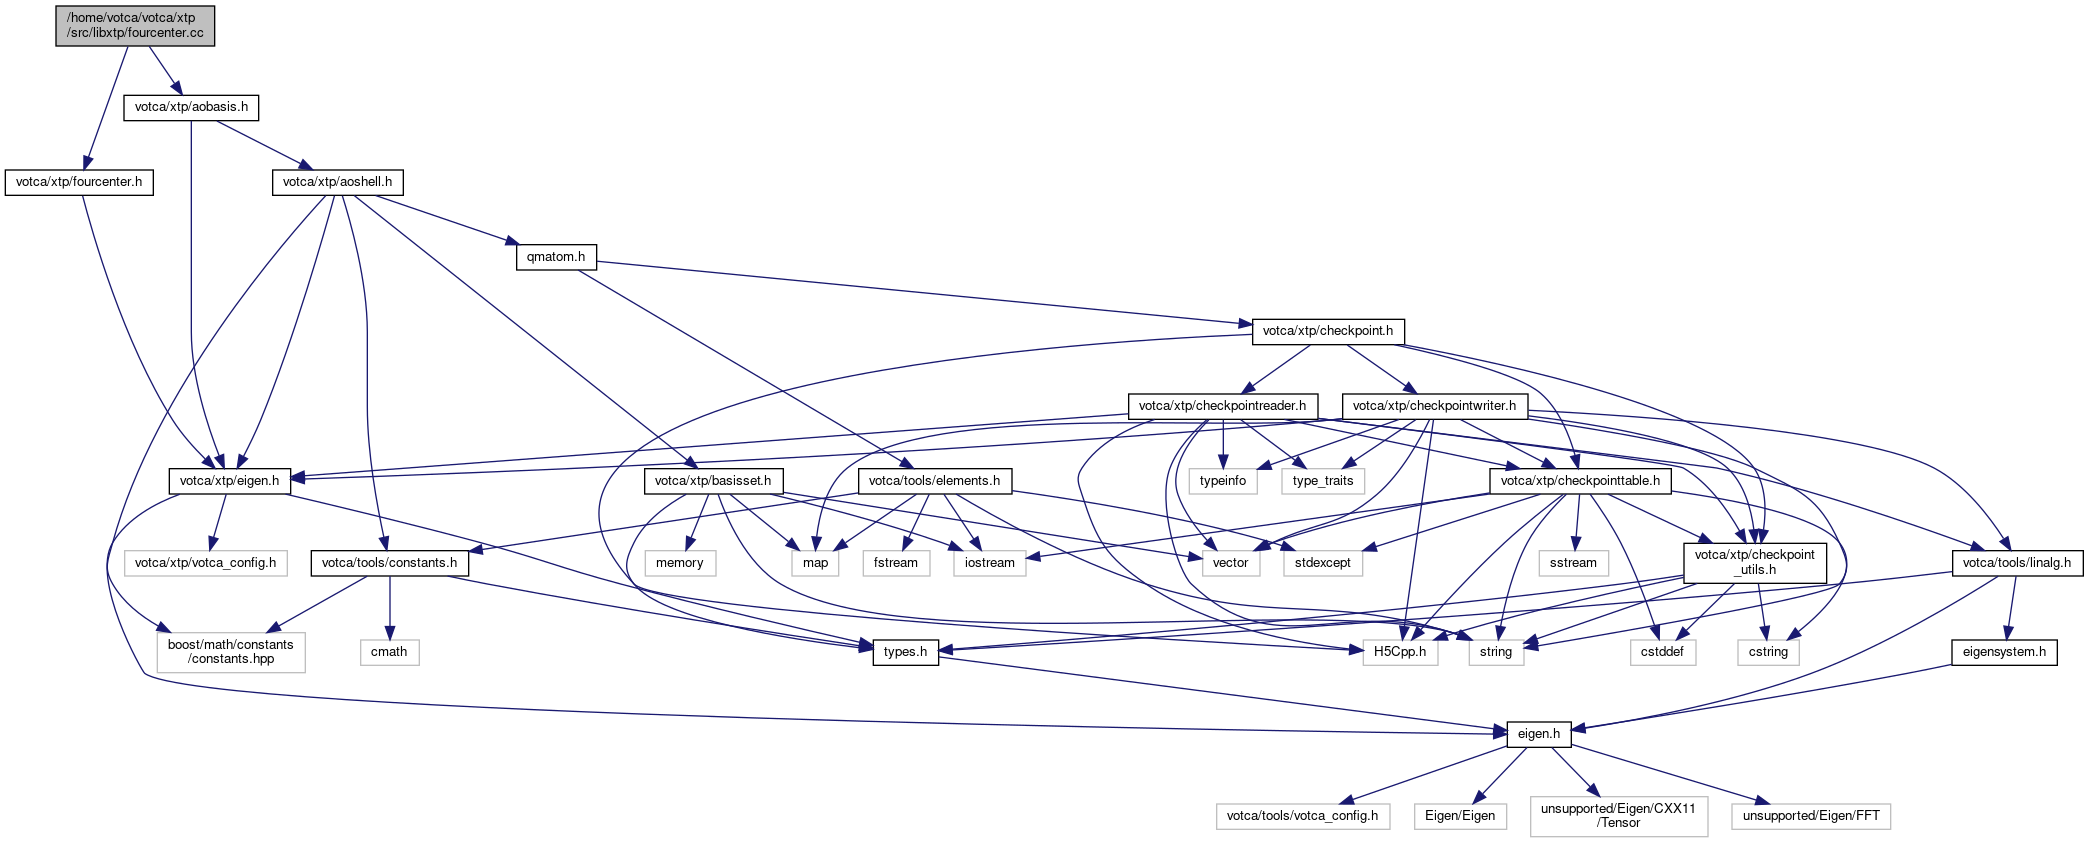 /home/votca/votca/xtp
/src/libxtp/fourcenter.cc
votca/xtp/aobasis.h
votca/xtp/fourcenter.h
votca/xtp/aoshell.h
qmatom.h
votca/xtp/checkpoint.h
votca/xtp/checkpointreader.h
votca/xtp/checkpointwriter.h
votca/xtp/eigen.h
votca/xtp/basisset.h
votca/tools/elements.h
typeinfo
type_traits
votca/xtp/checkpointtable.h
votca/xtp/votca_config.h
votca/tools/constants.h
memory
map
fstream
iostream
vector
stdexcept
sstream
votca/xtp/checkpoint
_utils.h
votca/tools/linalg.h
boost/math/constants
/constants.hpp
cmath
types.h
H5Cpp.h
string
cstddef
cstring
eigensystem.h
eigen.h
votca/tools/votca_config.h
Eigen/Eigen
unsupported/Eigen/CXX11
/Tensor
unsupported/Eigen/FFT